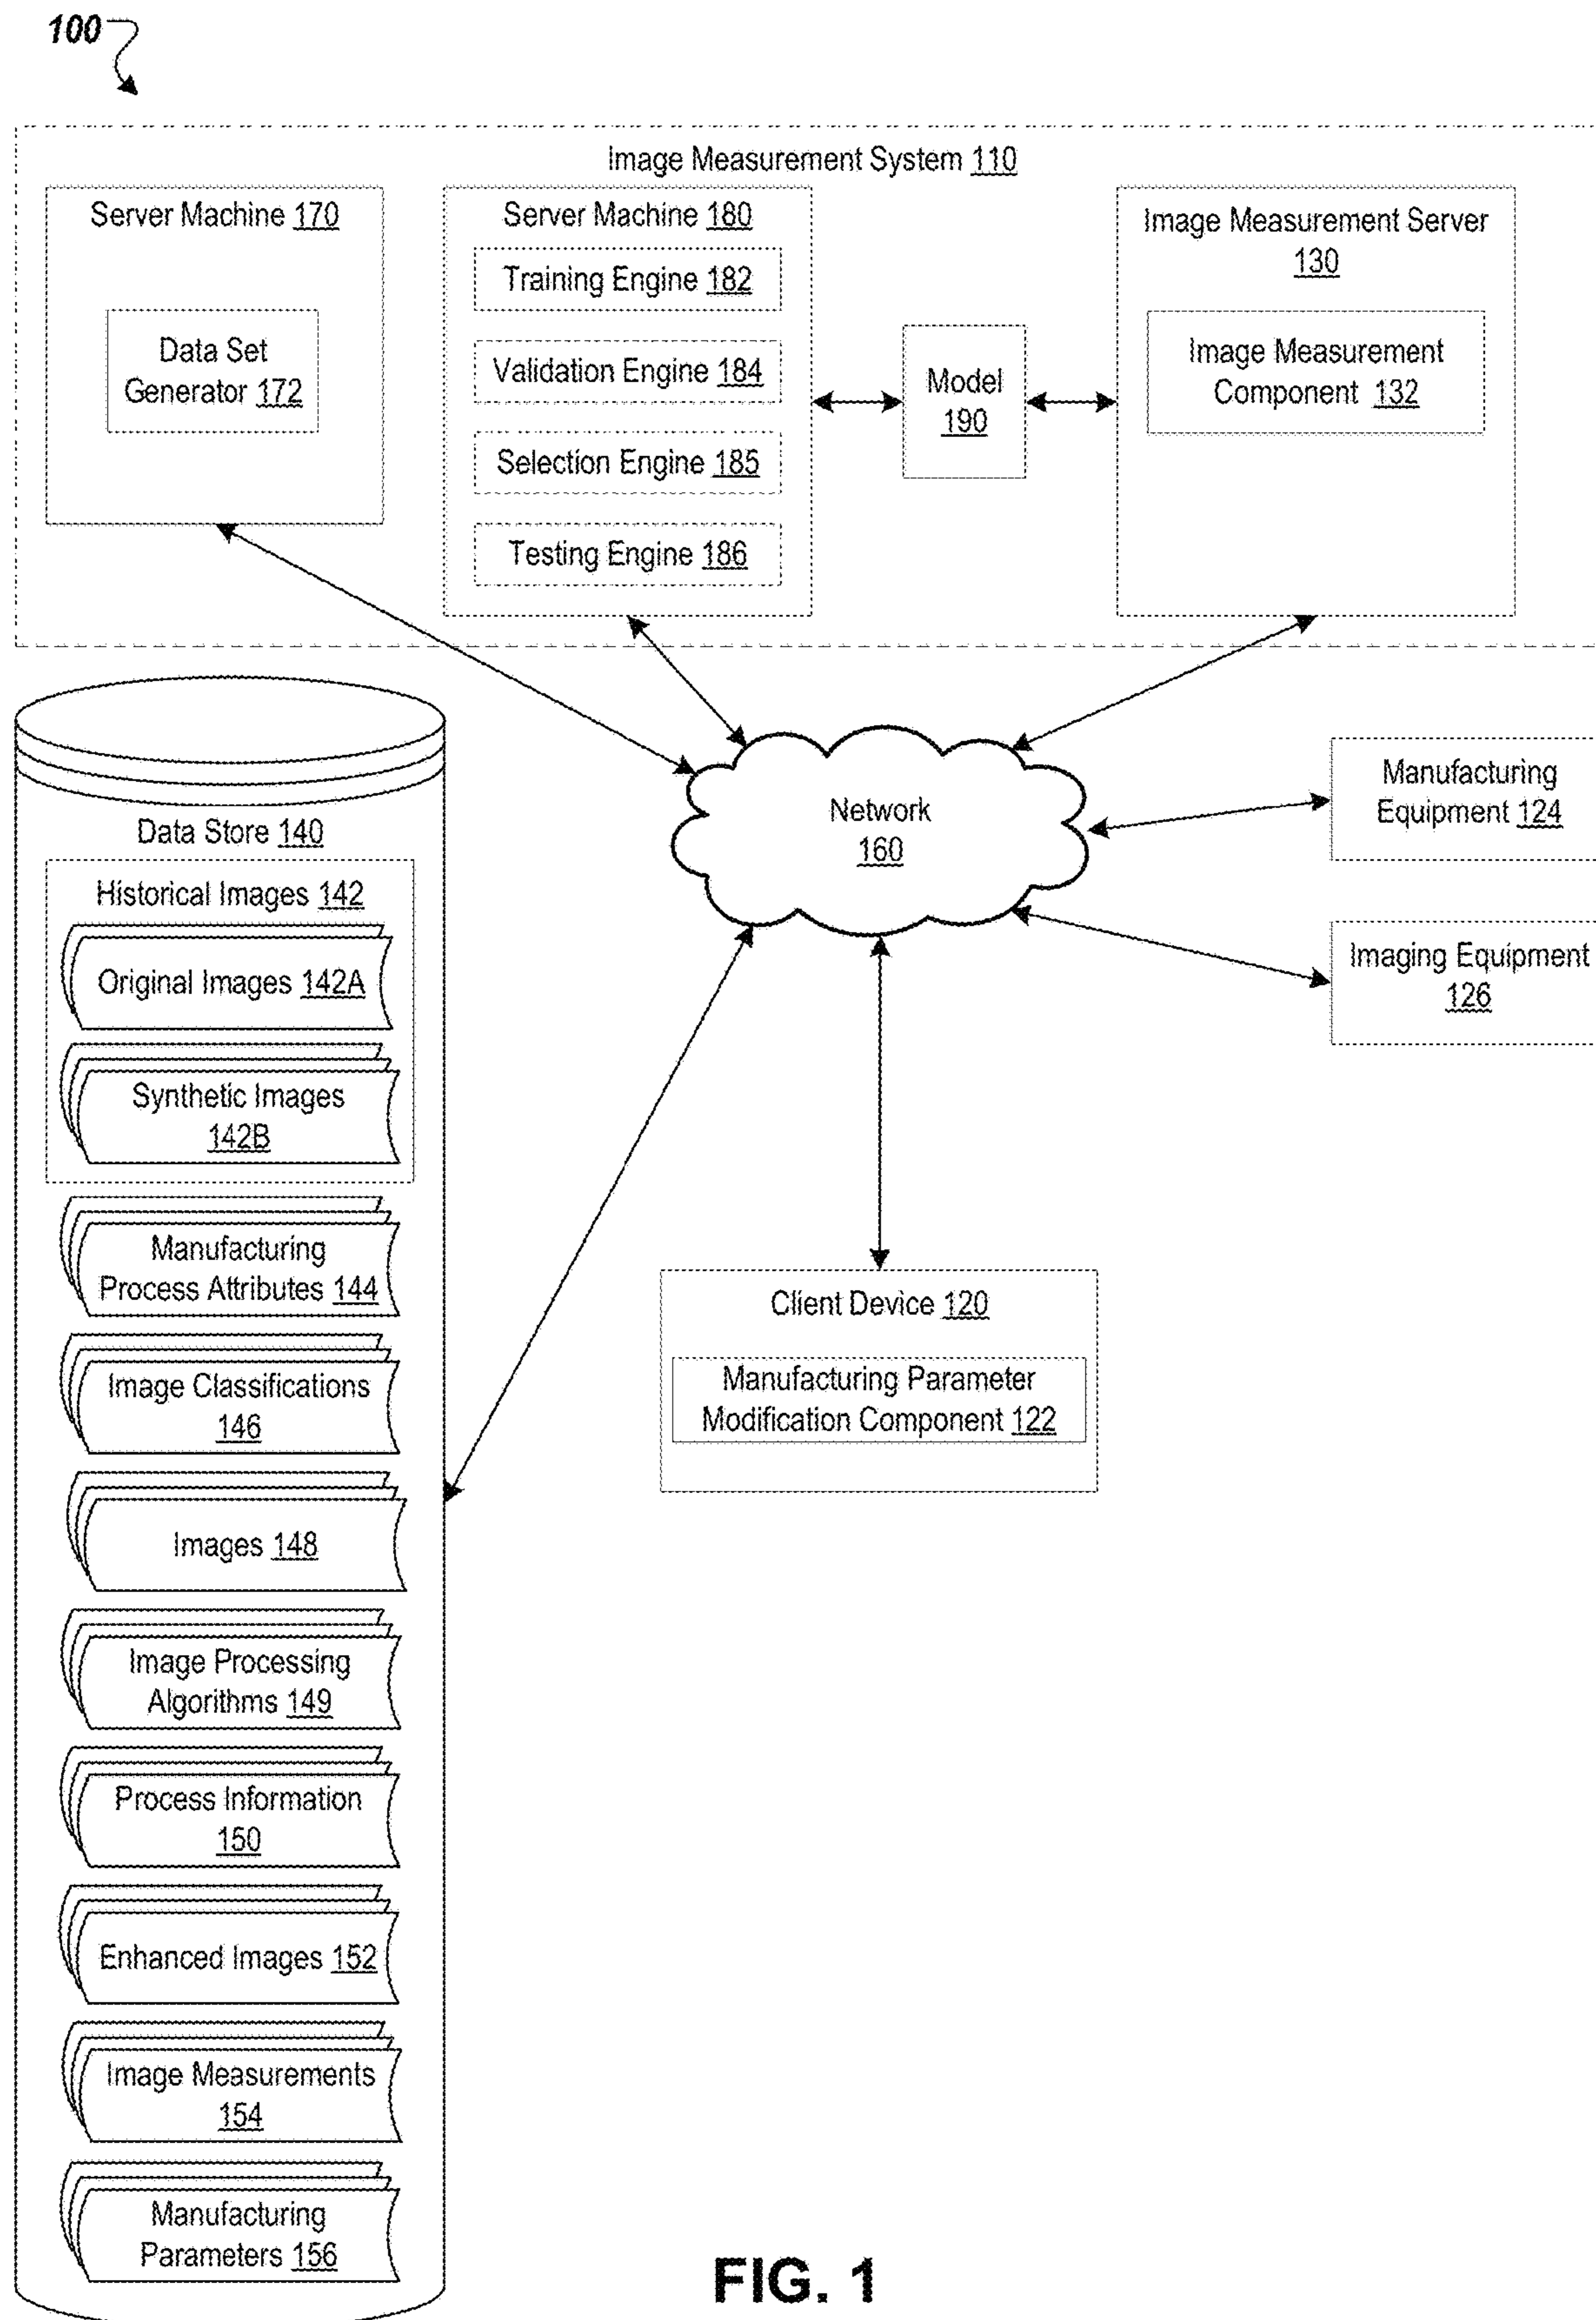 100
Image Measurement System 110
Server Machine 170
Data Set
Generator 172
Server Machine 180
Training Engine 182
Validation Engine 184
Selection Engine 185
Testing Engine 186
Model
190
Image Measurement Server
130
Image Measurement
Component 132
Network
160
Manufacturing
Equipment 124
Imaging Equipment
126
Client Device 120
Manufacturing Parameter
Modification Component 122
Data Store 140
Historical Images 142
Original Images 142A
Synthetic Images
142B
Manufacturing
Process Attributes 144
Image Classifications
146
Images 148
Image Processing
Algorithms 149
Process Information
150
Enhanced Images 152
Image Measurements
154
Manufacturing
Parameters 156
FIG. 1